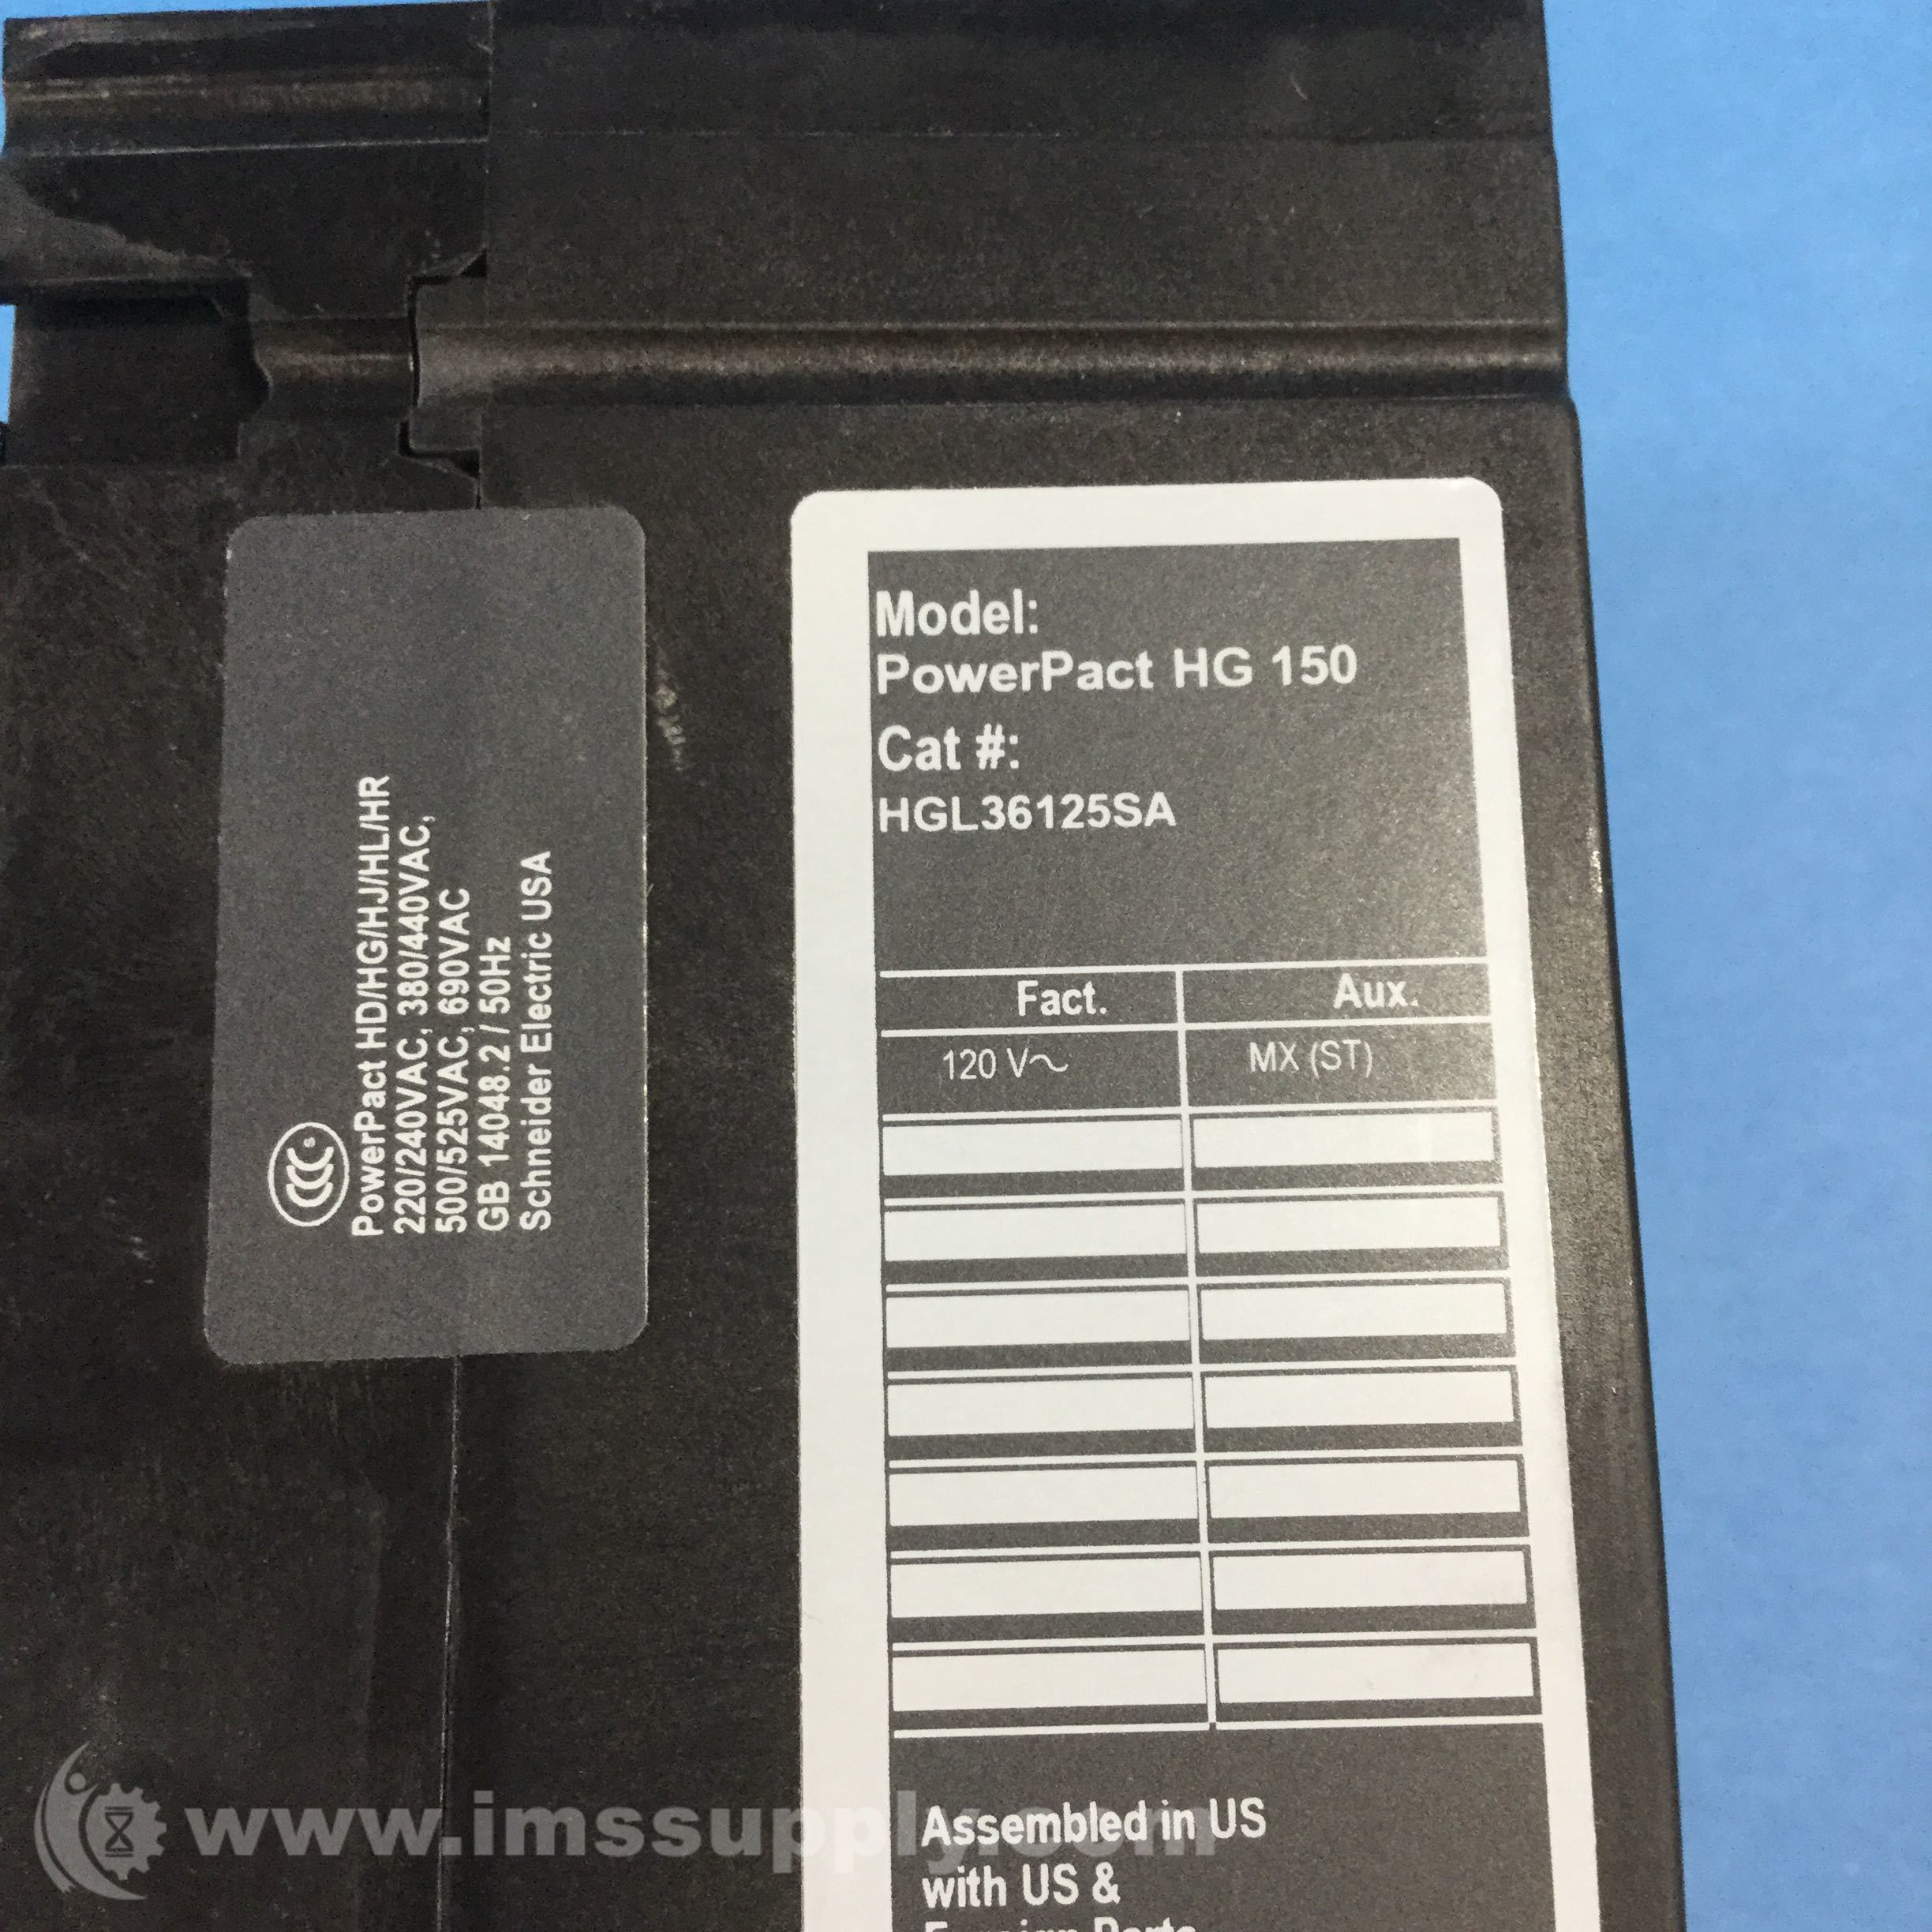 PowerPact HD/HG/HJ/HL/HR
220/240VAC, 380/440VAC,
500/525VAC, 690VAC
GB 14048.2 / 50Hz
Schneider Electric USA
Model:
PowerPact HG 150
Cat #:
HGL36125SA
Fact. Aux.
120 V~ MX (ST)
Assembled in US
with US &
Foreign Parts
www.imssupply.com